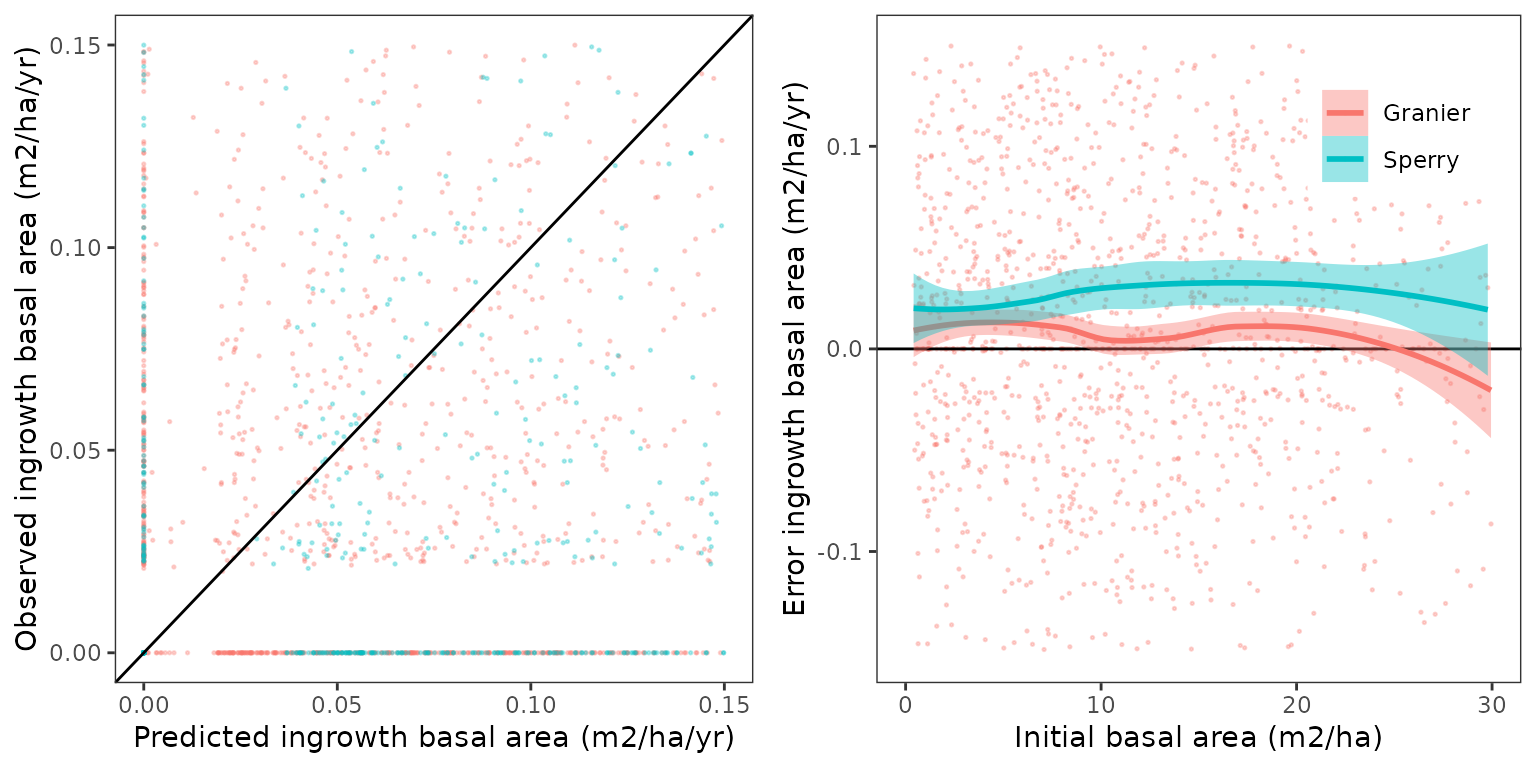 Observed ingrowth basal area (m2/ha/yr)
0.15
0.10
0.05
0.00
0.00 0.05 0.10 0.15
Predicted ingrowth basal area (m2/ha/yr)
Error ingrowth basal area (m2/ha/yr)
0.1
0.0
-0.1
Granier
Sperry
0 10 20 30
Initial basal area (m2/ha)